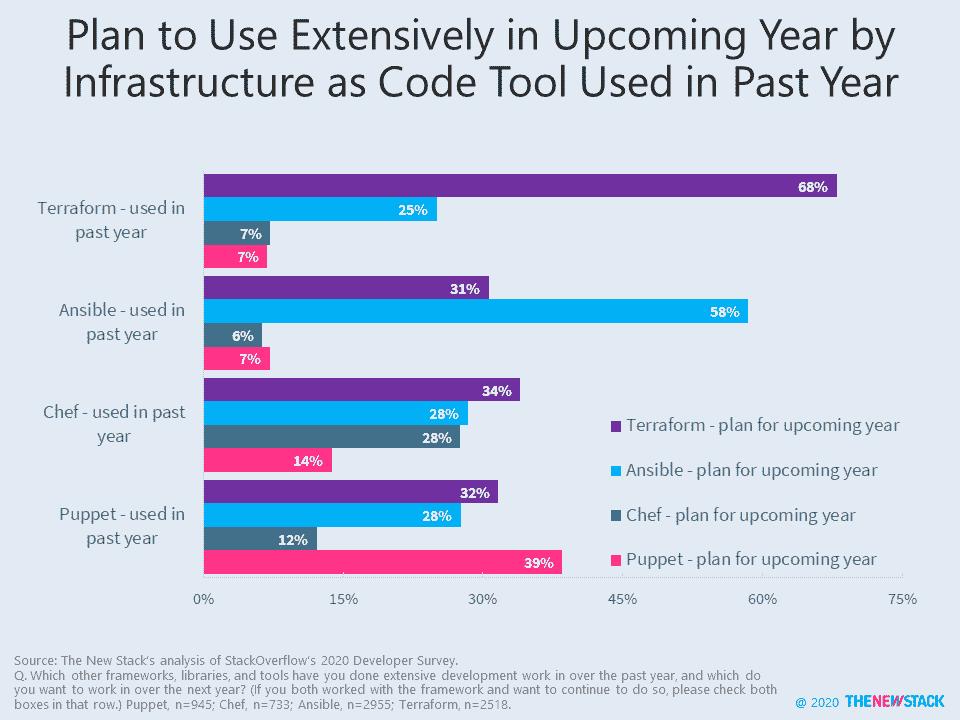 Plan to Use Extensively in Upcoming Year by
Infrastructure as Code Tool Used in Past Year
Terraform - used in
past year
68%
25%
7%
7%
Ansible - used in
past year
31%
58%
6%
7%
Chef - used in past
year
34%
28%
28%
14%
Puppet - used in
past year
32%
28%
12%
39%
Terraform - plan for upcoming year
Ansible - plan for upcoming year
Chef - plan for upcoming year
Puppet - plan for upcoming year
0%
15%
30%
45%
60%
75%
Source: The New Stack's analysis of StackOverflow's 2020 Developer Survey.
Q. Which other frameworks, libraries, and tools have you done extensive development work in over the past year, and which do
you want to work in over the next year? (If you both worked with the framework and want to continue to do so, please check both
boxes in that row.) Puppet, n=945; Chef, n=733; Ansible, n=2955; Terraform, n=2518.
@ 2020 THENEWSTACK